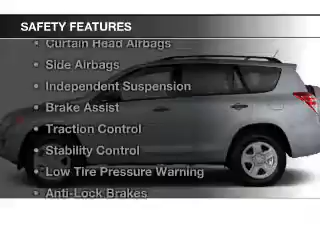 SAFETY FEATURES
• Curtain Head Airbags
• Side Airbags
• Independent Suspension
• Brake Assist
• Traction Control
• Stability Control
• Low Tire Pressure Warning
• Anti-Lock Brakes